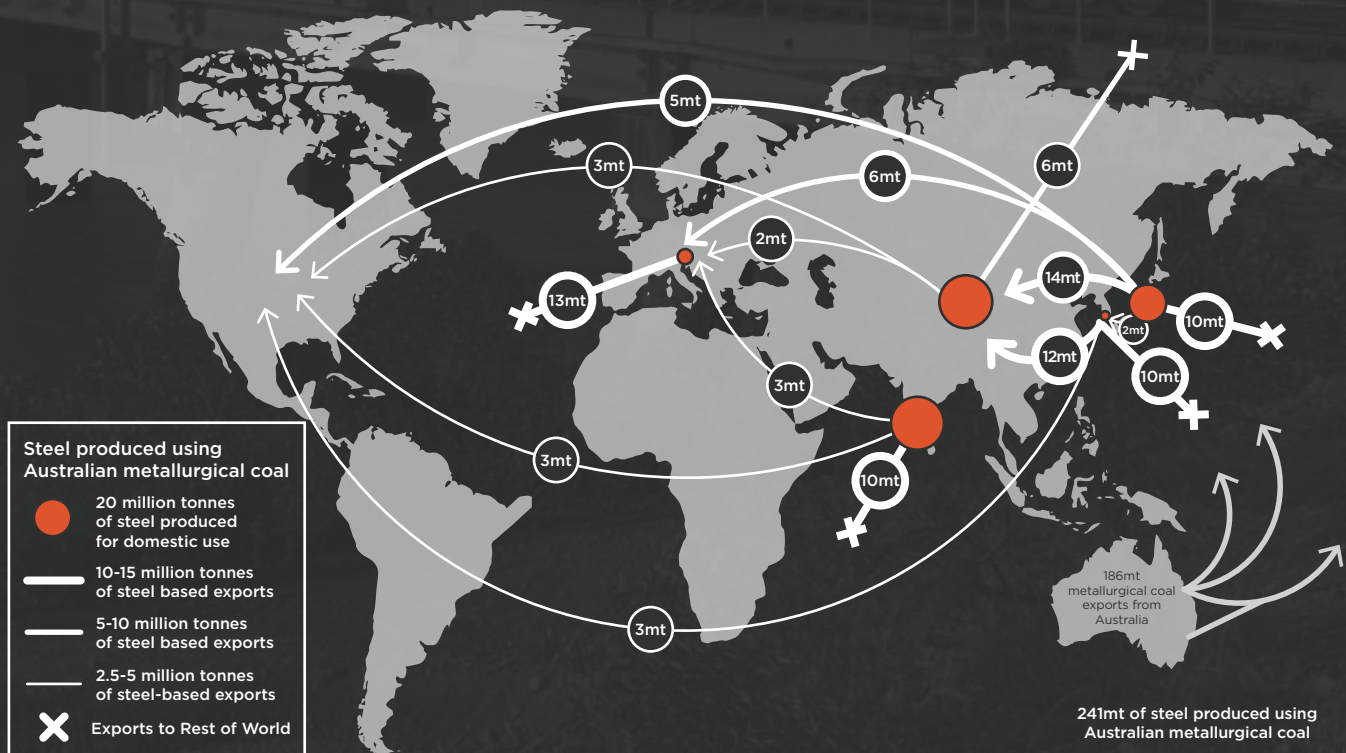 5mt
3mt
6mt
6mt
2mt
14mt
13mt
10mt
2mt
12mt
10mt
3mt
3mt
10mt
3mt
Steel produced using
Australian metallurgical coal
20 million tonnes
of steel produced
for domestic use
10-15 million tonnes
of steel based exports
5-10 million tonnes
of steel based exports
2.5-5 million tonnes
of steel-based exports
Exports to Rest of World
186mt
metallurgical coal
exports from
Australia
241mt of steel produced using
Australian metallurgical coal